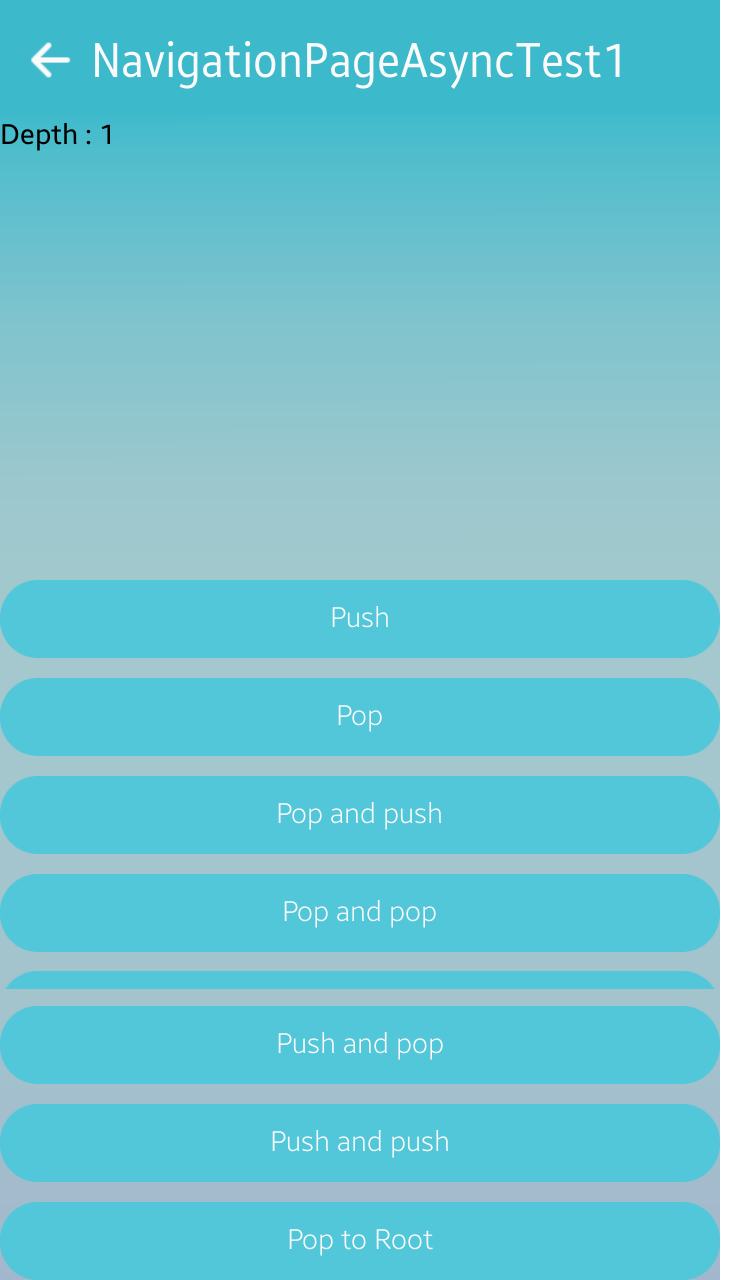 NavigationPageAsyncTest1
Depth : 1
Push
Pop
Pop and push
Pop and pop
Push and pop
Push and push
Pop to Root